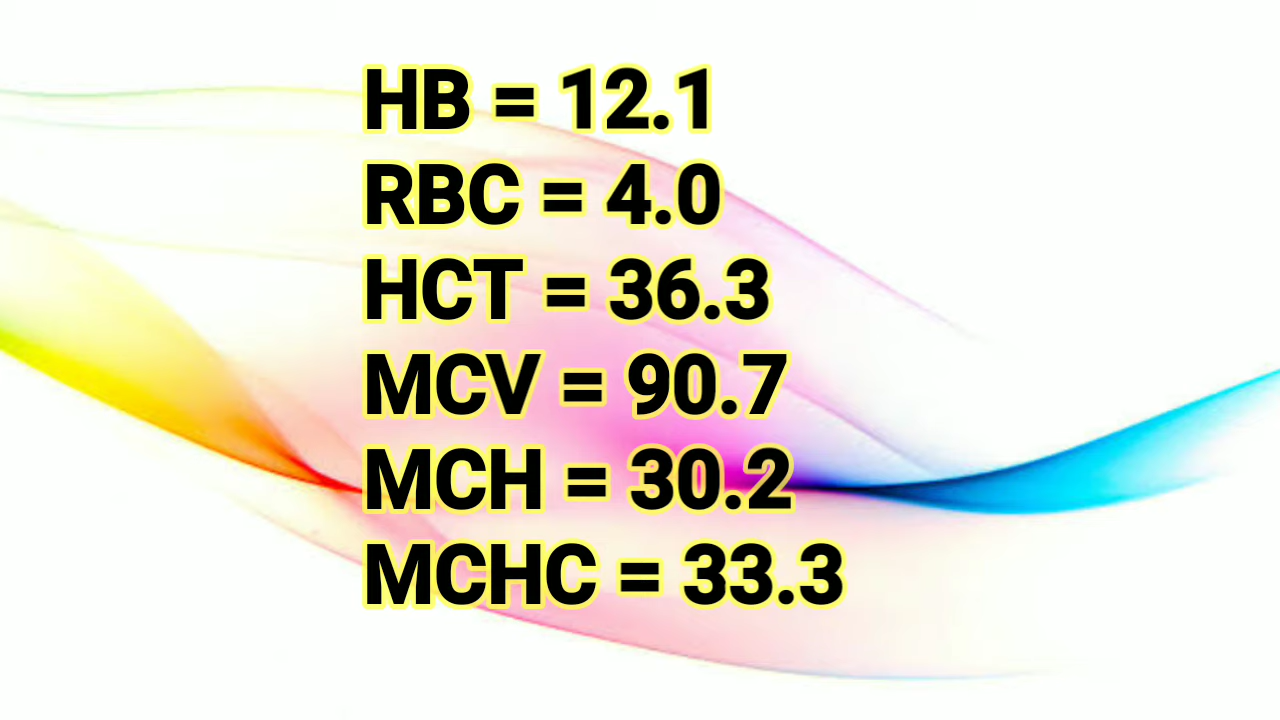 HB = 12.1
RBC = 4.0
HCT = 36.3
MCV = 90.7
MCH = 30.2
MCHC = 33.3